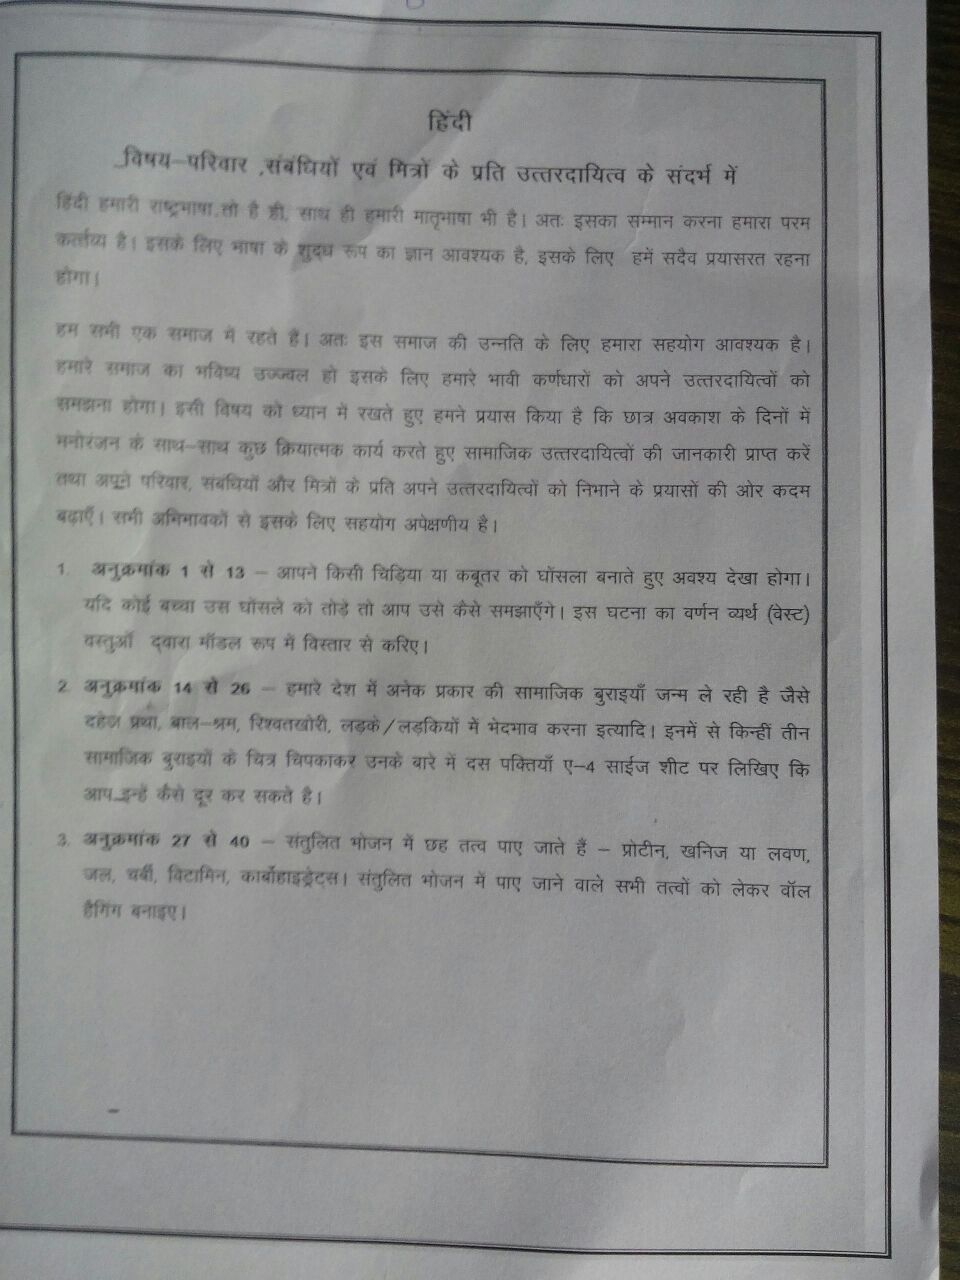 हिंदी
विषय–परिवार ,संबंधियों एवं मित्रों के प्रति उत्तरदायित्व के संदर्भ में
हिंदी हमारी राष्ट्रभाषा तो है ही, साथ ही हमारी मातृभाषा भी है। अतः इसका सम्मान करना हमारा परम
कर्त्तव्य है। इसके लिए भाषा के शुद्ध रूप का ज्ञान आवश्यक है, इसके लिए हमें सदैव प्रयासरत रहना
होगा।
हम सभी एक समाज में रहते हैं। अतः इस समाज की उन्नति के लिए हमारा सहयोग आवश्यक है।
हमारे समाज का भविष्य उज्ज्वल हो इसके लिए हमारे भावी कर्णधारों को अपने उत्तरदायित्वों को
समझना होगा। इसी विषय को ध्यान में रखते हुए हमने प्रयास किया है कि छात्र अवकाश के दिनों में
मनोरंजन के साथ–साथ कुछ क्रियात्मक कार्य करते हुए सामाजिक उत्तरदायित्वों की जानकारी प्राप्त करें
तथा अपने परिवार, संबंधियों और मित्रों के प्रति अपने उत्तरदायित्वों को निभाने के प्रयासों की ओर कदम
बढ़ाएँ। सभी अभिभावकों से इसके लिए सहयोग अपेक्षणीय है।
1. अनुक्रमांक 1 से 13 – आपने किसी चिड़िया या कबूतर को घोंसला बनाते हुए अवश्य देखा होगा।
यदि कोई बच्चा उस घोंसले को तोड़े तो आप उसे कैसे समझाएँगे। इस घटना का वर्णन व्यर्थ (वेस्ट)
वस्तुओं द्वारा मॉडल रूप में विस्तार से करिए।
2. अनुक्रमांक 14 से 26 – हमारे देश में अनेक प्रकार की सामाजिक बुराइयाँ जन्म ले रही है जैसे
दहेज प्रथा, बाल–श्रम, रिश्वतखोरी, लड़के/लड़कियों में भेदभाव करना इत्यादि। इनमें से किन्हीं तीन
सामाजिक बुराइयों के चित्र चिपकाकर उनके बारे में दस पंक्तियाँ ए–4 साईज शीट पर लिखिए कि
आप इन्हें कैसे दूर कर सकते है।
3. अनुक्रमांक 27 से 40 – संतुलित भोजन में छह तत्व पाए जाते हैं – प्रोटीन, खनिज या लवण,
जल, चर्बी, विटामिन, कार्बोहाइड्रेट्स। संतुलित भोजन में पाए जाने वाले सभी तत्वों को लेकर वॉल
हैंगिंग बनाइए।